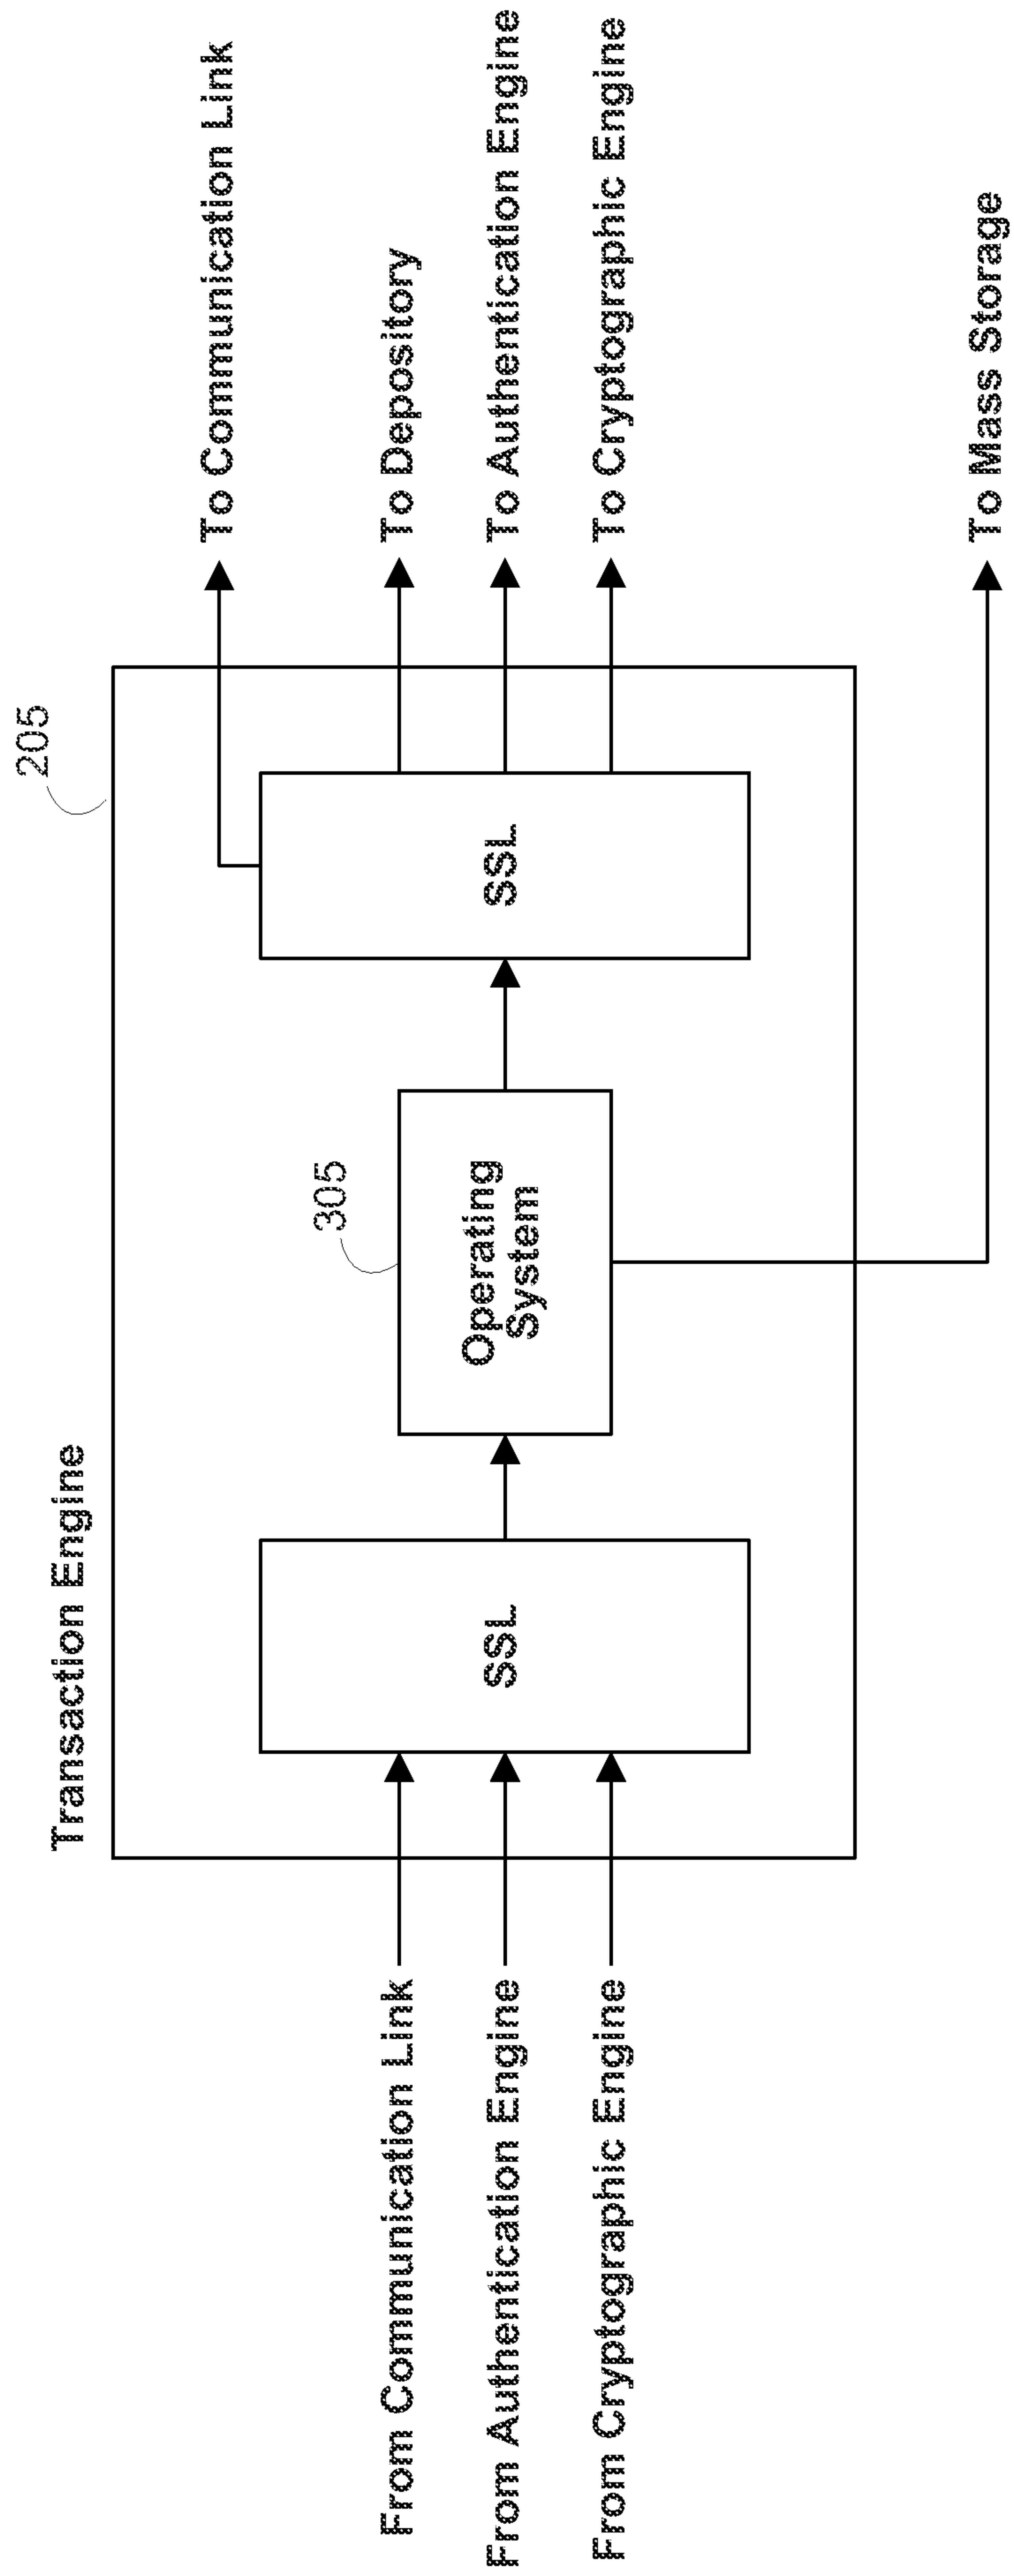 Transaction Engine
205
From Communication Link
From Authentication Engine
From Cryptographic Engine
SSL
305
Operating
System
SSL
To Communication Link
To Depository
To Authentication Engine
To Cryptographic Engine
To Mass Storage